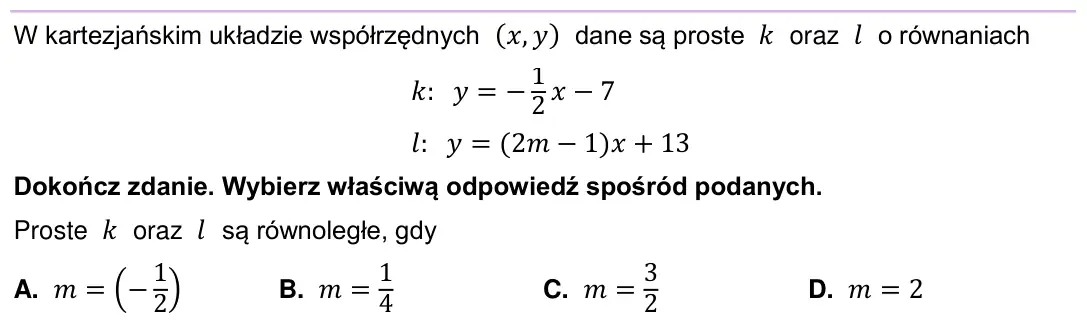 W kartezjańskim układzie współrzędnych (x, y) dane są proste k oraz l o równaniach
k: y = −1/2x − 7
l: y = (2m − 1)x + 13
Dokończ zdanie. Wybierz właściwą odpowiedź spośród podanych.
Proste k oraz l są równoległe, gdy
A. m = (−1/2) B. m = 1/4 C. m = 3/2 D. m = 2